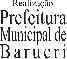 Realização
Prefeitura
Municipal de
Barueri